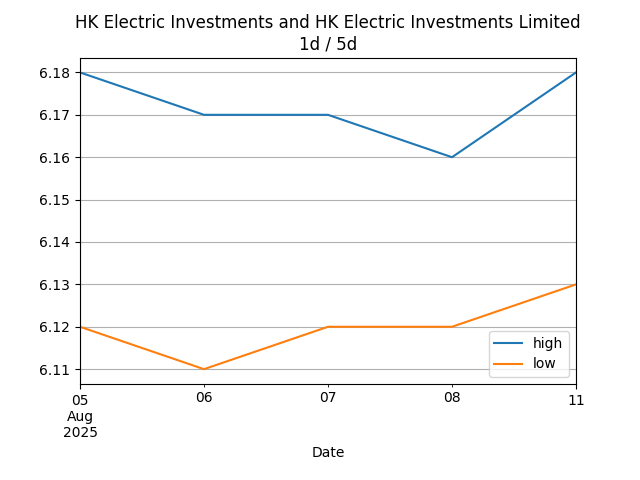 HK Electric Investments and HK Electric Investments Limited
1d / 5d
6.18
6.17
6.16
6.15
6.14
6.13
6.12
6.11
high
low
05 06 07 08 11
Aug
2025
Date